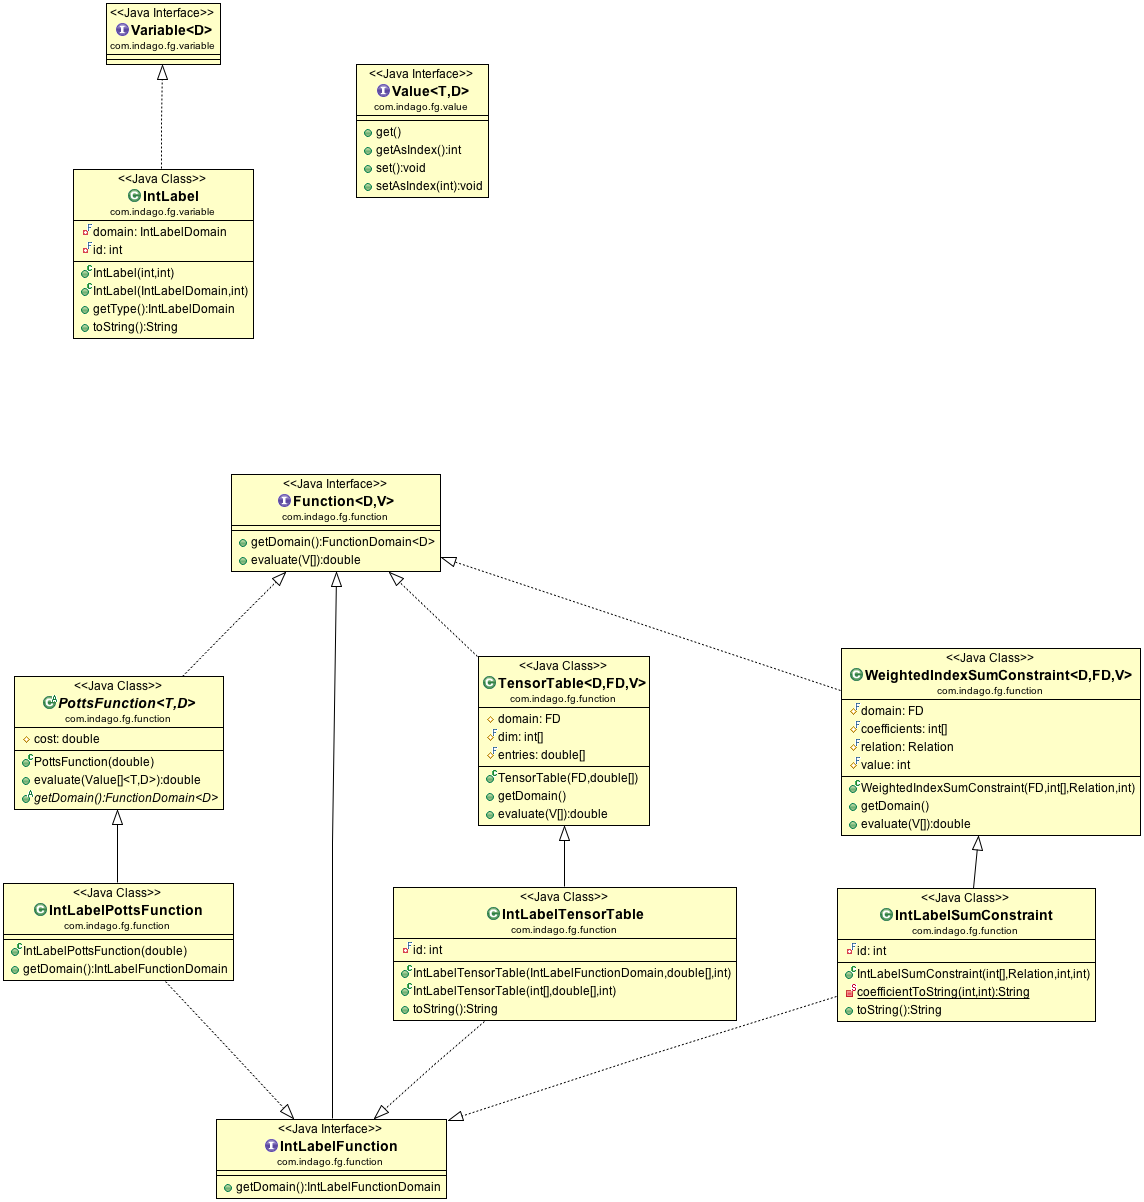 <<Java Interface>>
Variable<D>
com.indago.fg.variable
<<Java Interface>>
Value<T,D>
com.indago.fg.value
get()
getAsIndex():int
set():void
setAsIndex(int):void
<<Java Class>>
IntLabel
com.indago.fg.variable
domain: IntLabelDomain
id: int
IntLabel(int,int)
IntLabel(IntLabelDomain,int)
getType():IntLabelDomain
toString():String
<<Java Interface>>
Function<D,V>
com.indago.fg.function
getDomain():FunctionDomain<D>
evaluate(V[]):double
<<Java Class>>
PottsFunction<T,D>
com.indago.fg.function
cost: double
PottsFunction(double)
evaluate(Value[]<T,D>):double
getDomain():FunctionDomain<D>
<<Java Class>>
TensorTable<D,FD,V>
com.indago.fg.function
domain: FD
dim: int[]
entries: double[]
TensorTable(FD,double[])
getDomain()
evaluate(V[]):double
<<Java Class>>
WeightedIndexSumConstraint<D,FD,V>
com.indago.fg.function
domain: FD
coefficients: int[]
relation: Relation
value: int
WeightedIndexSumConstraint(FD,int[],Relation,int)
getDomain()
evaluate(V[]):double
<<Java Class>>
IntLabelPottsFunction
com.indago.fg.function
IntLabelPottsFunction(double)
getDomain():IntLabelFunctionDomain
<<Java Class>>
IntLabelTensorTable
com.indago.fg.function
id: int
IntLabelTensorTable(IntLabelFunctionDomain,double[],int)
IntLabelTensorTable(int[],double[],int)
toString():String
<<Java Class>>
IntLabelSumConstraint
com.indago.fg.function
id: int
IntLabelSumConstraint(int[],Relation,int,int)
coefficientToString(int,int):String
toString():String
<<Java Interface>>
IntLabelFunction
com.indago.fg.function
getDomain():IntLabelFunctionDomain